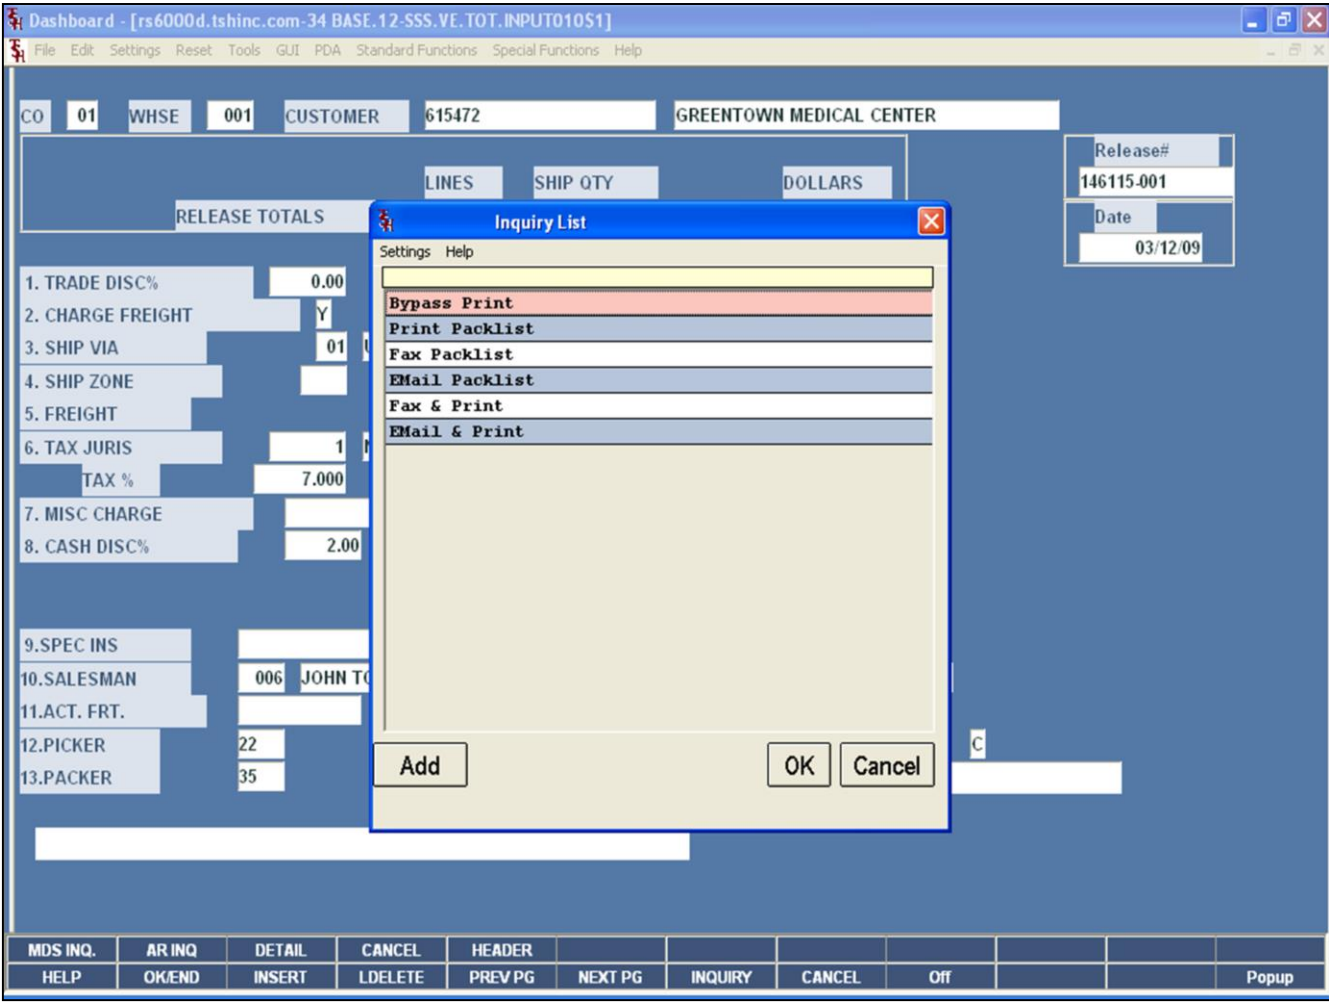 Dashboard - [rs6000d.tshinc.com-34 BASE.12-SSS.VE.TOT.INPUT010S1]
File Edit Settings Reset Tools GUI PDA Standard Functions Special Functions Help
CO 01 WHSE 001 CUSTOMER 615472 GREENTOWN MEDICAL CENTER
Release#
LINES SHIP QTY DOLLARS 146115-001
RELEASE TOTALS
Date
03/12/09
Inquiry List
Settings Help
Bypass Print
Print Packlist
Fax Packlist
EMail Packlist
Fax & Print
EMail & Print
Add OK Cancel
1. TRADE DISC% 0.00
2. CHARGE FREIGHT Y
3. SHIP VIA 01
4. SHIP ZONE
5. FREIGHT
6. TAX JURIS 1
TAX % 7.000
7. MISC CHARGE
8. CASH DISC% 2.00
9.SPEC INS
10.SALESMAN 006 JOHN
11.ACT. FRT.
12.PICKER 22 C
13.PACKER 35
MDS INQ. AR INQ DETAIL CANCEL HEADER
HELP OK/END INSERT LDELETE PREV PG NEXT PG INQUIRY CANCEL Off Popup